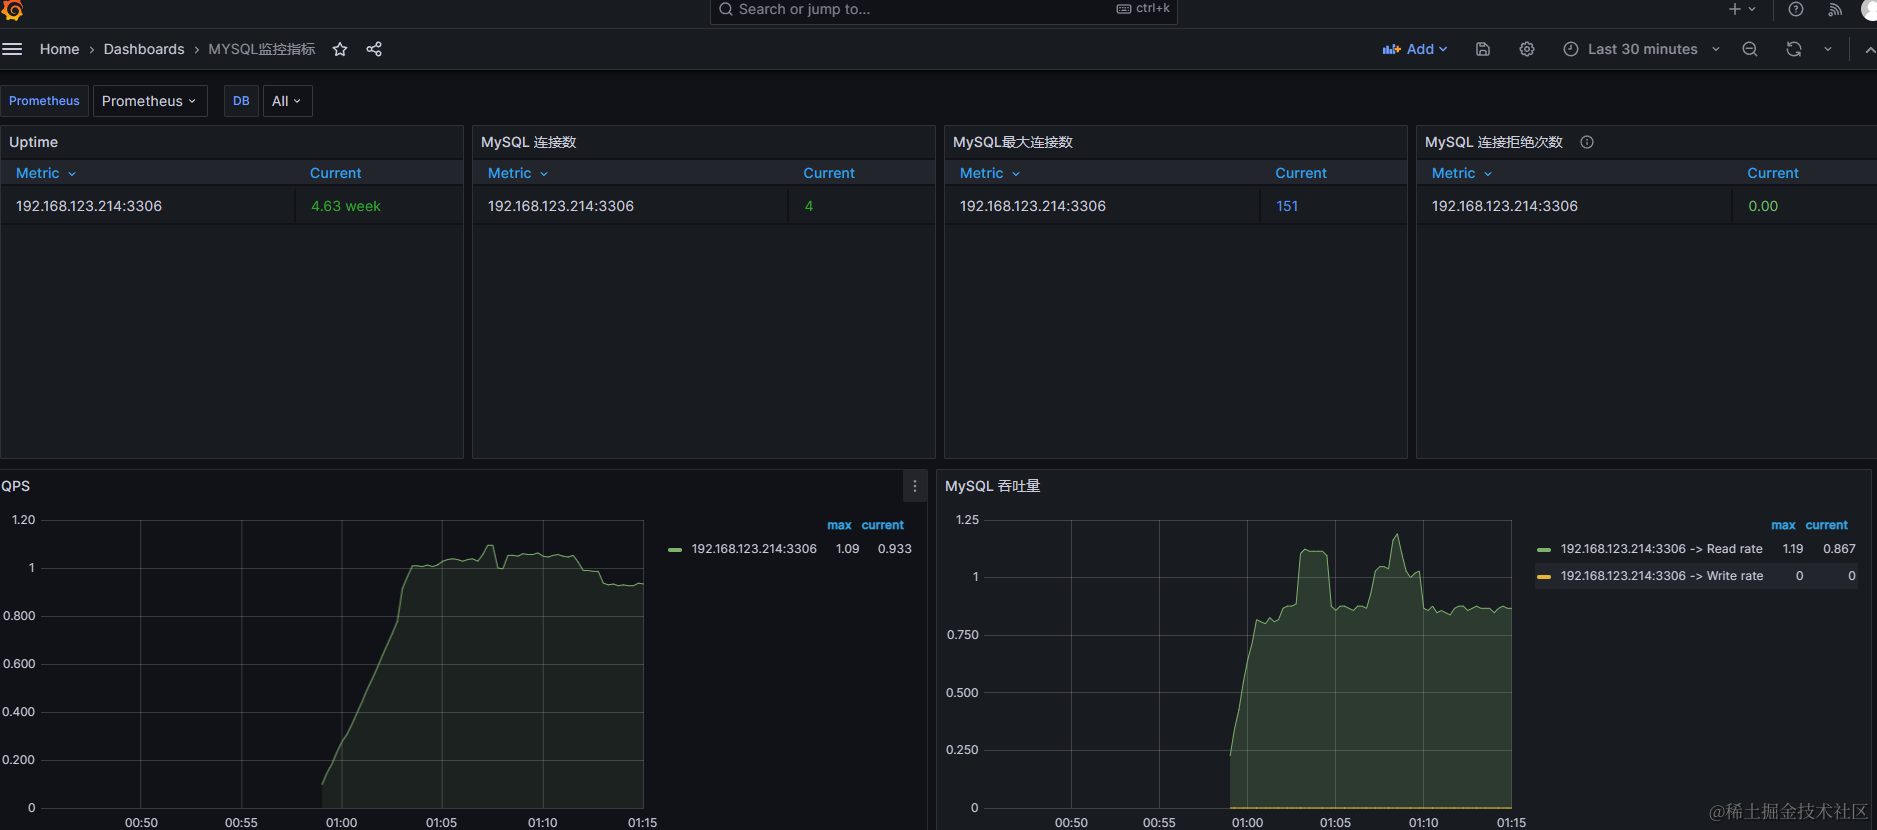 Search or jump to... ctrl+k
Home › Dashboards › MYSQL监控指标
Add
Last 30 minutes
Prometheus Prometheus DB All
Uptime
Metric Current
192.168.123.214:3306 4.63 week
MySQL 连接数
Metric Current
192.168.123.214:3306 4
MySQL最大连接数
Metric Current
192.168.123.214:3306 151
MySQL 连接拒绝次数
Metric Current
192.168.123.214:3306 0.00
QPS
1.20
1
0.800
0.600
0.400
0.200
0
00:50 00:55 01:00 01:05 01:10 01:15
max current
192.168.123.214:3306 1.09 0.933
MySQL 吞吐量
1.25
1
0.750
0.500
0.250
0
00:50 00:55 01:00 01:05 01:10 01:15
max current
192.168.123.214:3306 -> Read rate 1.19 0.867
192.168.123.214:3306 -> Write rate 0 0
@稀土掘金技术社区